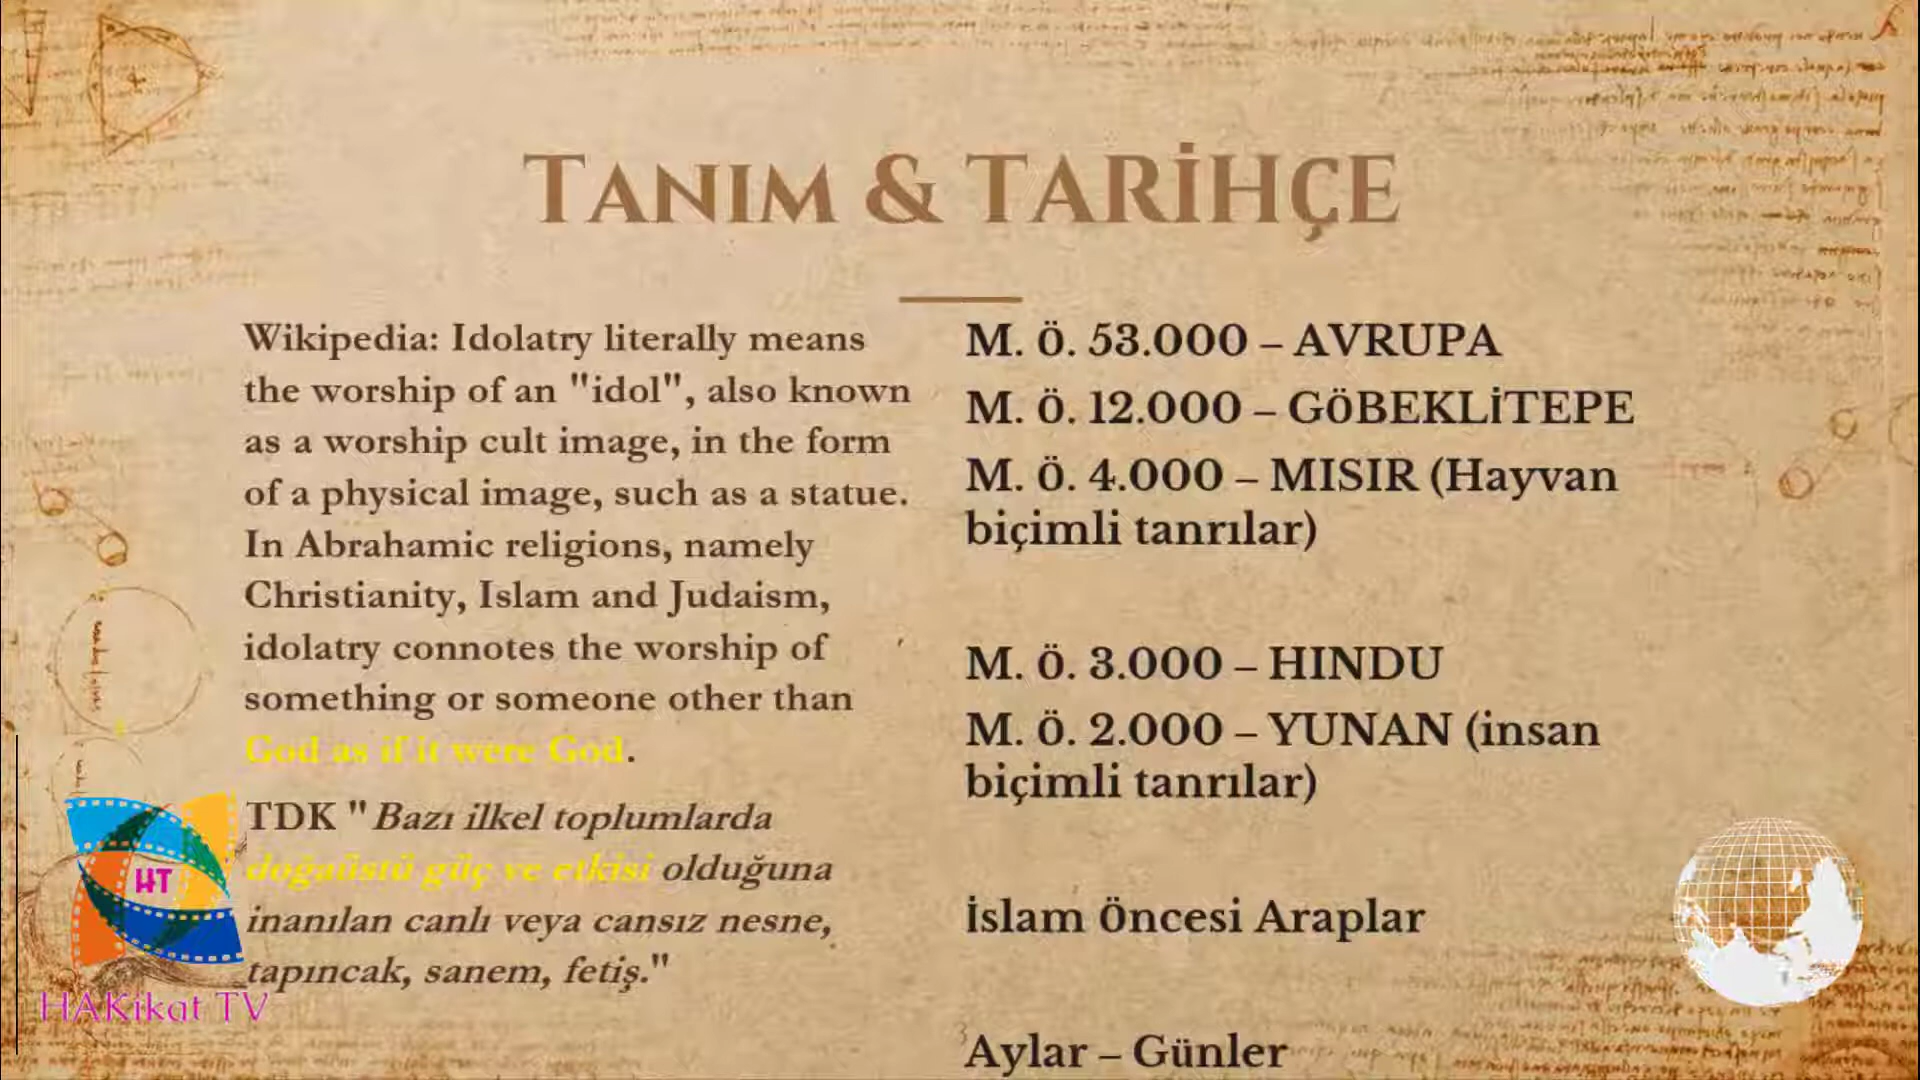 TANIM & TARİHÇE
Wikipedia: Idolatry literally means
the worship of an "idol", also known
as a worship cult image, in the form
of a physical image, such as a statue.
In Abrahamic religions, namely
Christianity, Islam and Judaism,
idolatry connotes the worship of
something or someone other than
God as if it were God.
TDK "Bazı ilkel toplumlarda
doğaüstü güç ve etkisi olduğuna
inanılan canlı veya cansız nesne,
tapıncak, sanem, fetiş."
M. Ö. 53.000 – AVRUPA
M. Ö. 12.000 – GÖBEKLİTEPE
M. Ö. 4.000 – MISIR (Hayvan
biçimli tanrılar)
M. Ö. 3.000 – HINDU
M. Ö. 2.000 – YUNAN (insan
biçimli tanrılar)
İslam Öncesi Araplar
Aylar – Günler
HT
HAKikat TV